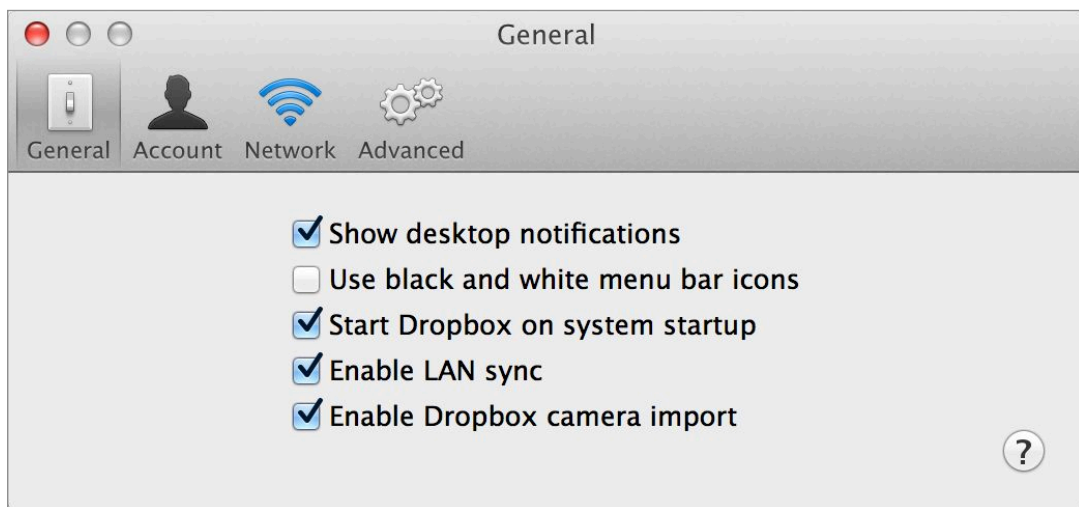 General
General Account Network Advanced
Show desktop notifications
Use black and white menu bar icons
Start Dropbox on system startup
Enable LAN sync
Enable Dropbox camera import
?